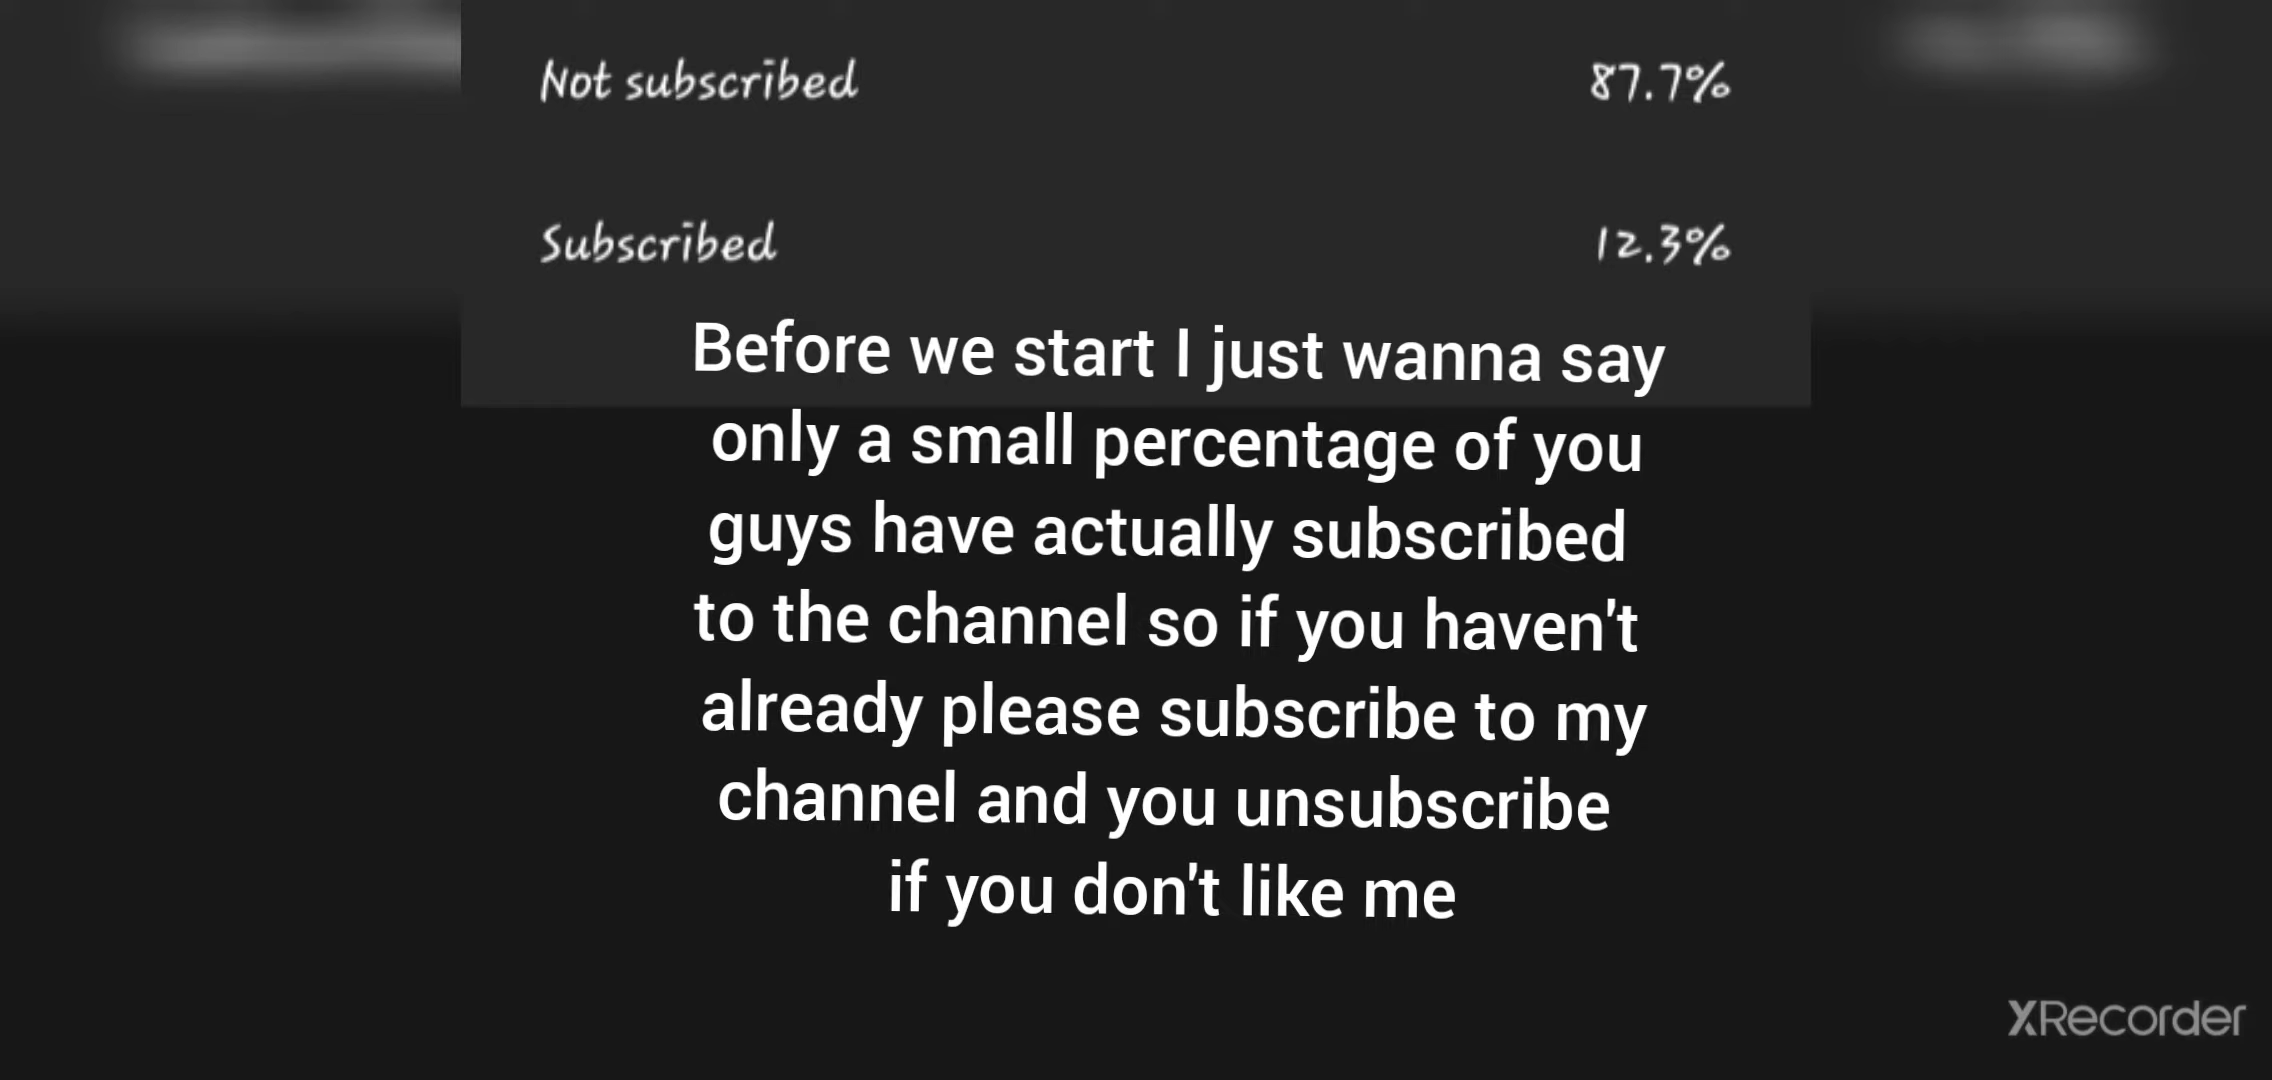 Not subscribed 87.7%
Subscribed 12.3%
Before we start I just wanna say
only a small percentage of you
guys have actually subscribed
to the channel so if you haven't
already please subscribe to my
channel and you unsubscribe
if you don't like me
XRecorder